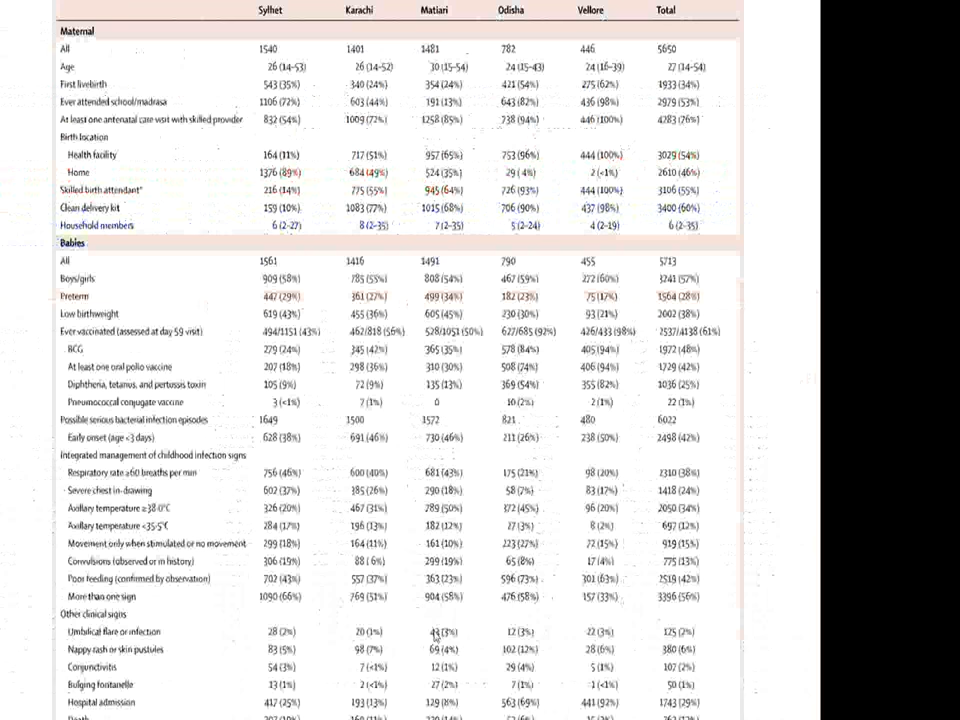 Sylhet Karachi Matiari Odisha Vellore Total
Maternal
All 1540 1401 1481 782 446 5650
Age 26 (14–53) 26 (14–52) 30 (15–54) 24 (15–43) 24 (16–39) 27 (14–54)
First livebirth 543 (35%) 340 (24%) 354 (24%) 421 (54%) 275 (62%) 1933 (34%)
Ever attended school/madrasa 1106 (72%) 603 (44%) 191 (13%) 643 (82%) 436 (98%) 2979 (53%)
At least one antenatal care visit with skilled provider 832 (54%) 1009 (72%) 1258 (85%) 738 (94%) 446 (100%) 4283 (76%)
Birth location
Health facility 164 (11%) 717 (51%) 957 (65%) 753 (96%) 444 (100%) 3029 (54%)
Home 1376 (89%) 684 (49%) 524 (35%) 29 (4%) 2 (<1%) 2610 (46%)
Skilled birth attendant* 216 (14%) 775 (55%) 945 (64%) 726 (93%) 444 (100%) 3106 (55%)
Clean delivery kit 159 (10%) 1083 (77%) 1015 (68%) 706 (90%) 437 (98%) 3400 (60%)
Household members 6 (2–27) 8 (2–35) 7 (2–35) 5 (2–24) 4 (2–19) 6 (2–35)
Babies
All 1561 1416 1491 790 455 5713
Boys/girls 909 (58%) 785 (55%) 808 (54%) 467 (59%) 272 (60%) 3241 (57%)
Preterm 447 (29%) 361 (27%) 499 (34%) 182 (23%) 75 (17%) 1564 (28%)
Low birthweight 619 (43%) 455 (36%) 605 (45%) 230 (30%) 93 (21%) 2002 (38%)
Ever vaccinated (assessed at day 59 visit) 494/1151 (43%) 462/818 (56%) 528/1051 (50%) 627/685 (92%) 426/433 (98%) 2537/4138 (61%)
BCG 279 (24%) 345 (42%) 365 (35%) 578 (84%) 405 (94%) 1972 (48%)
At least one oral polio vaccine 207 (18%) 298 (36%) 310 (30%) 508 (74%) 406 (94%) 1729 (42%)
Diphtheria, tetanus, and pertussis toxin 105 (9%) 72 (9%) 135 (13%) 369 (54%) 355 (82%) 1036 (25%)
Pneumococcal conjugate vaccine 3 (<1%) 7 (1%) 0 10 (2%) 2 (1%) 22 (1%)
Possible serious bacterial infection episodes 1649 1500 1572 821 480 6022
Early onset (age <3 days) 628 (38%) 691 (46%) 730 (46%) 211 (26%) 238 (50%) 2498 (42%)
Integrated management of childhood infection signs
Respiratory rate ≥60 breaths per min 756 (46%) 600 (40%) 681 (43%) 175 (21%) 98 (20%) 2310 (38%)
Severe chest in-drawing 602 (37%) 385 (26%) 290 (18%) 58 (7%) 83 (17%) 1418 (24%)
Axillary temperature ≥38·0°C 326 (20%) 467 (31%) 789 (50%) 372 (45%) 96 (20%) 2050 (34%)
Axillary temperature <35·5°C 284 (17%) 196 (13%) 182 (12%) 27 (3%) 8 (2%) 697 (12%)
Movement only when stimulated or no movement 299 (18%) 164 (11%) 161 (10%) 223 (27%) 72 (15%) 919 (15%)
Convulsions (observed or in history) 306 (19%) 88 (6%) 299 (19%) 65 (8%) 17 (4%) 775 (13%)
Poor feeding (confirmed by observation) 702 (43%) 557 (37%) 363 (23%) 596 (73%) 301 (63%) 2519 (42%)
More than one sign 1090 (66%) 769 (51%) 904 (58%) 476 (58%) 157 (33%) 3396 (56%)
Other clinical signs
Umbilical flare or infection 28 (2%) 20 (1%) (3%) 12 (3%) 22 (3%) 125 (2%)
Nappy rash or skin pustules 83 (5%) 98 (7%) 69 (4%) 102 (12%) 28 (6%) 380 (6%)
Conjunctivitis 54 (3%) 7 (<1%) 12 (1%) 29 (4%) 5 (1%) 107 (2%)
Bulging fontanelle 13 (1%) 2 (<1%) 27 (2%) 7 (1%) 1 (<1%) 50 (1%)
Hospital admission 417 (25%) 193 (13%) 129 (8%) 563 (69%) 441 (92%) 1743 (29%)
Death